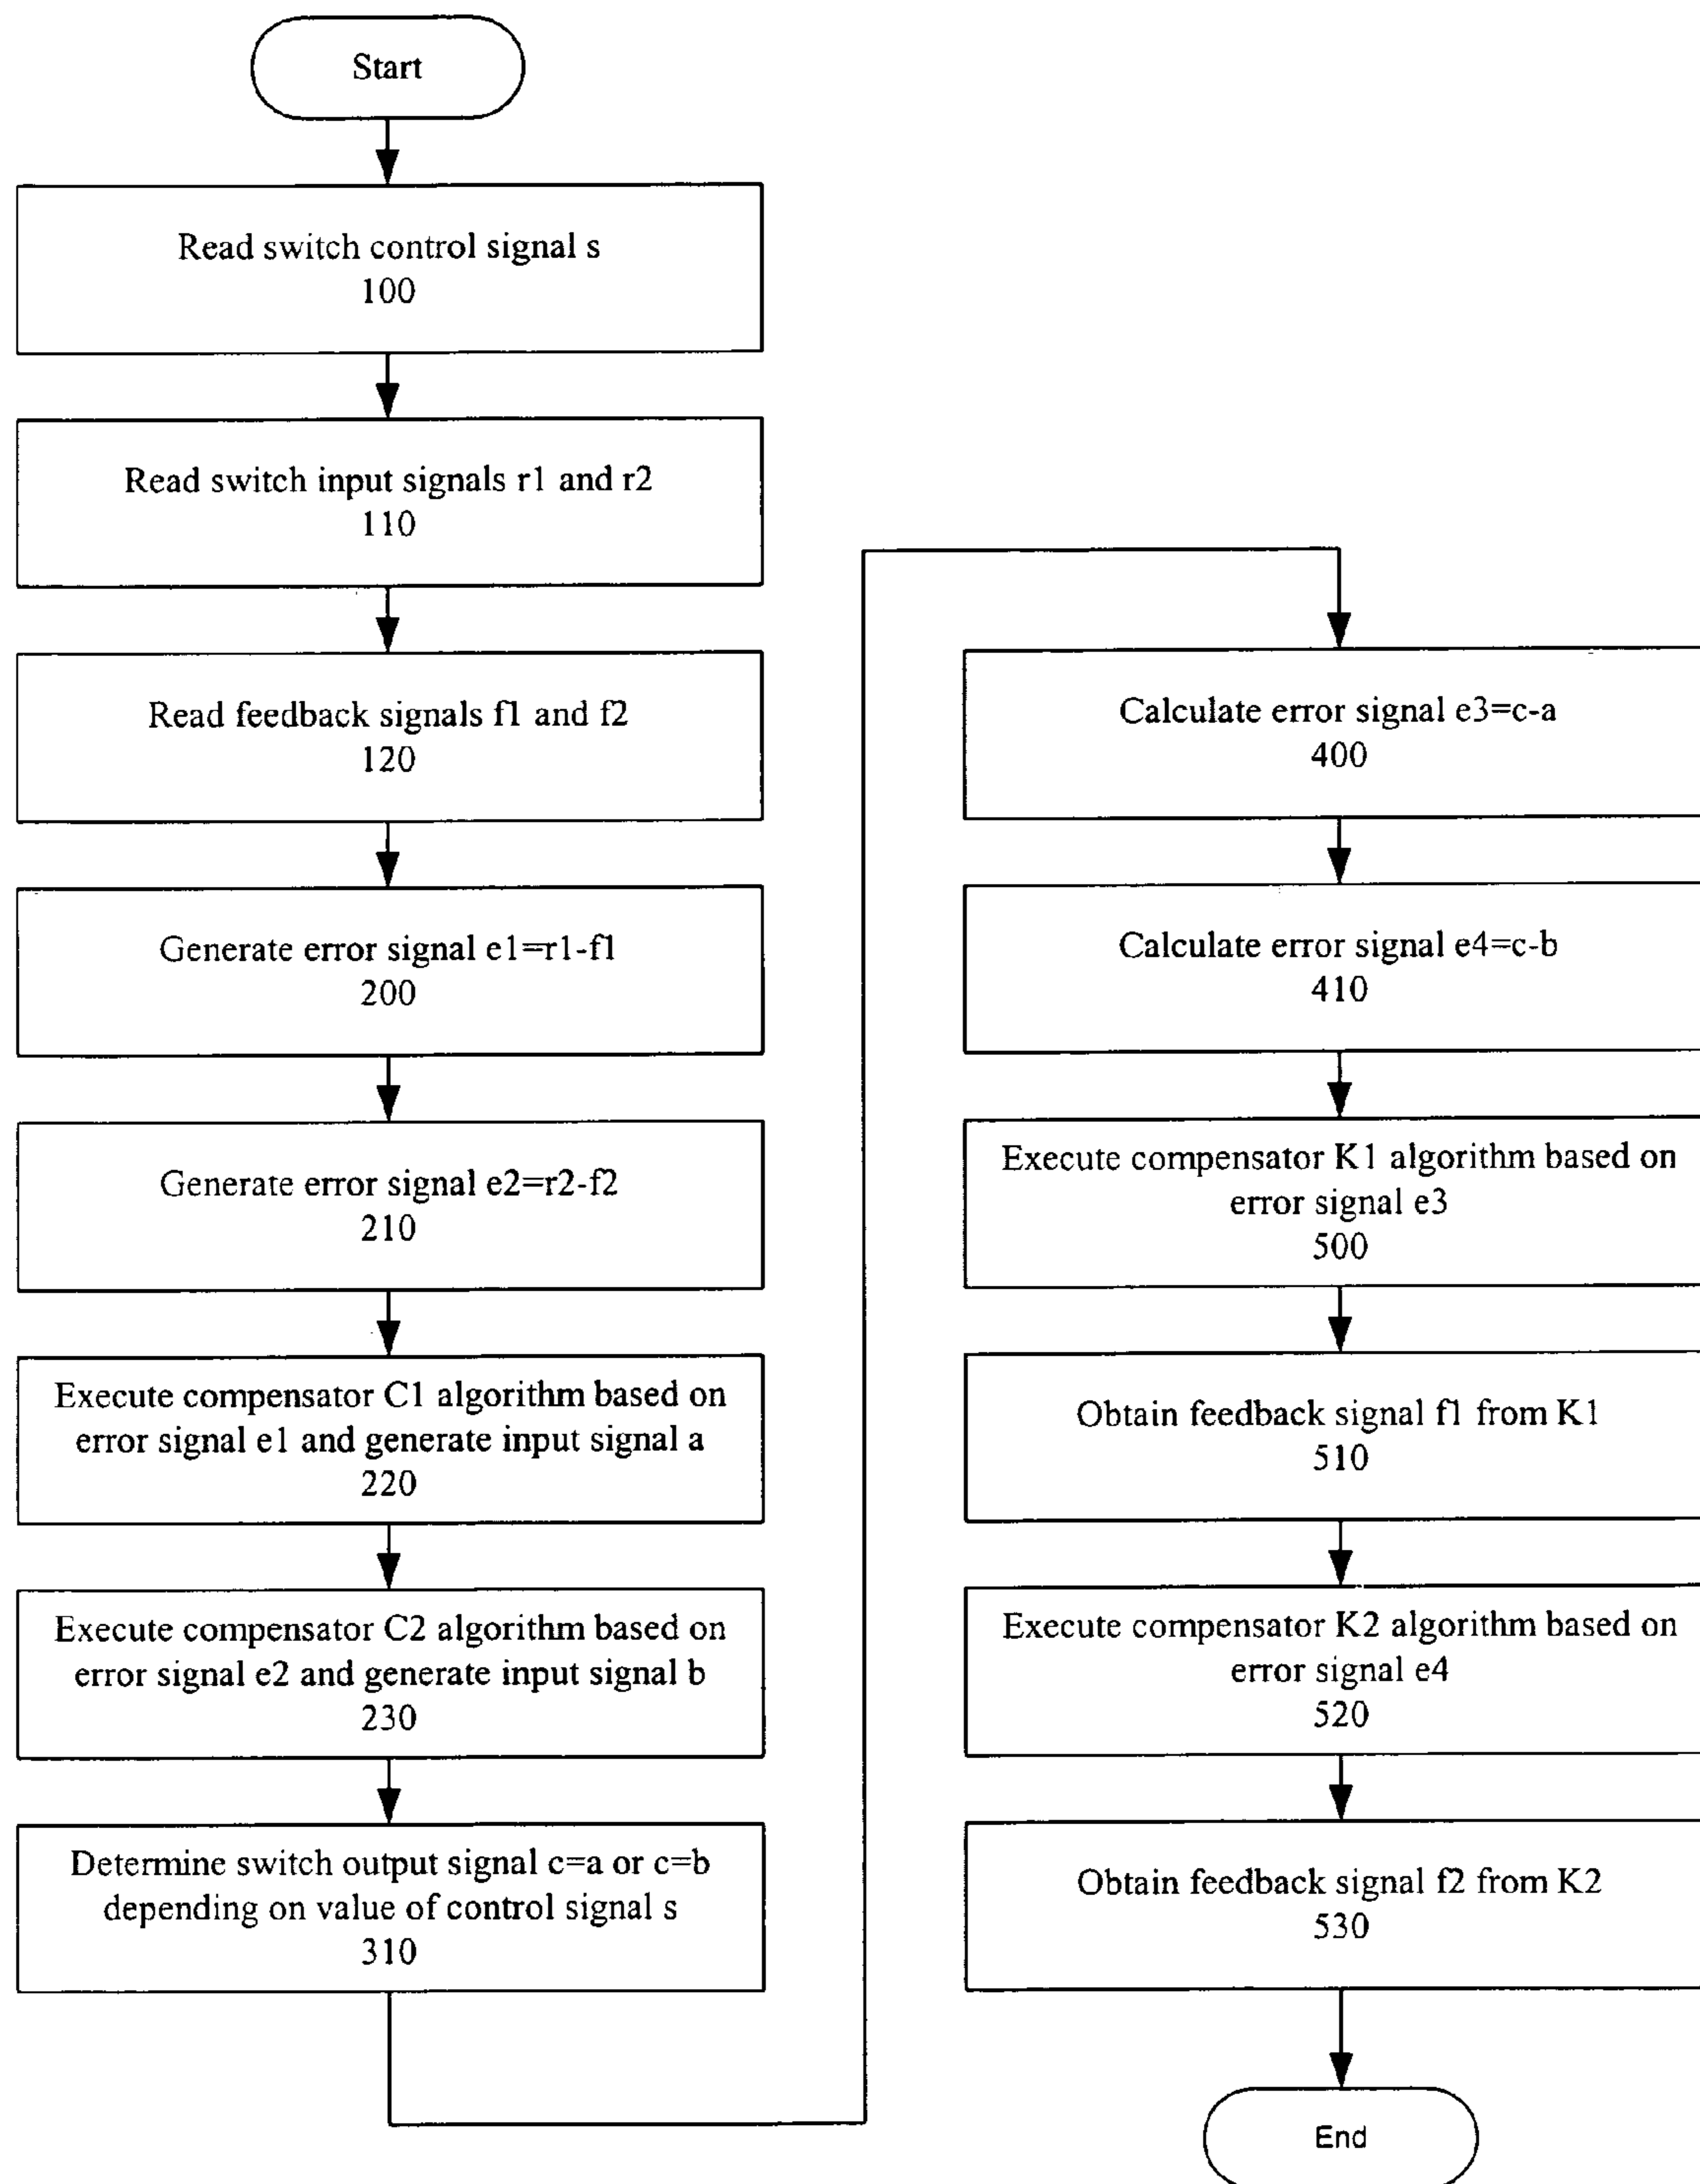 Start
Read switch control signal s
100
Read switch input signals r1 and r2
110
Read feedback signals f1 and f2
120
Generate error signal e1=r1-f1
200
Generate error signal e2=r2-f2
210
Execute compensator C1 algorithm based on
error signal e1 and generate input signal a
220
Execute compensator C2 algorithm based on
error signal e2 and generate input signal b
230
Determine switch output signal c=a or c=b
depending on value of control signal s
310
Calculate error signal e3=c-a
400
Calculate error signal e4=c-b
410
Execute compensator K1 algorithm based on
error signal e3
500
Obtain feedback signal f1 from K1
510
Execute compensator K2 algorithm based on
error signal e4
520
Obtain feedback signal f2 from K2
530
End